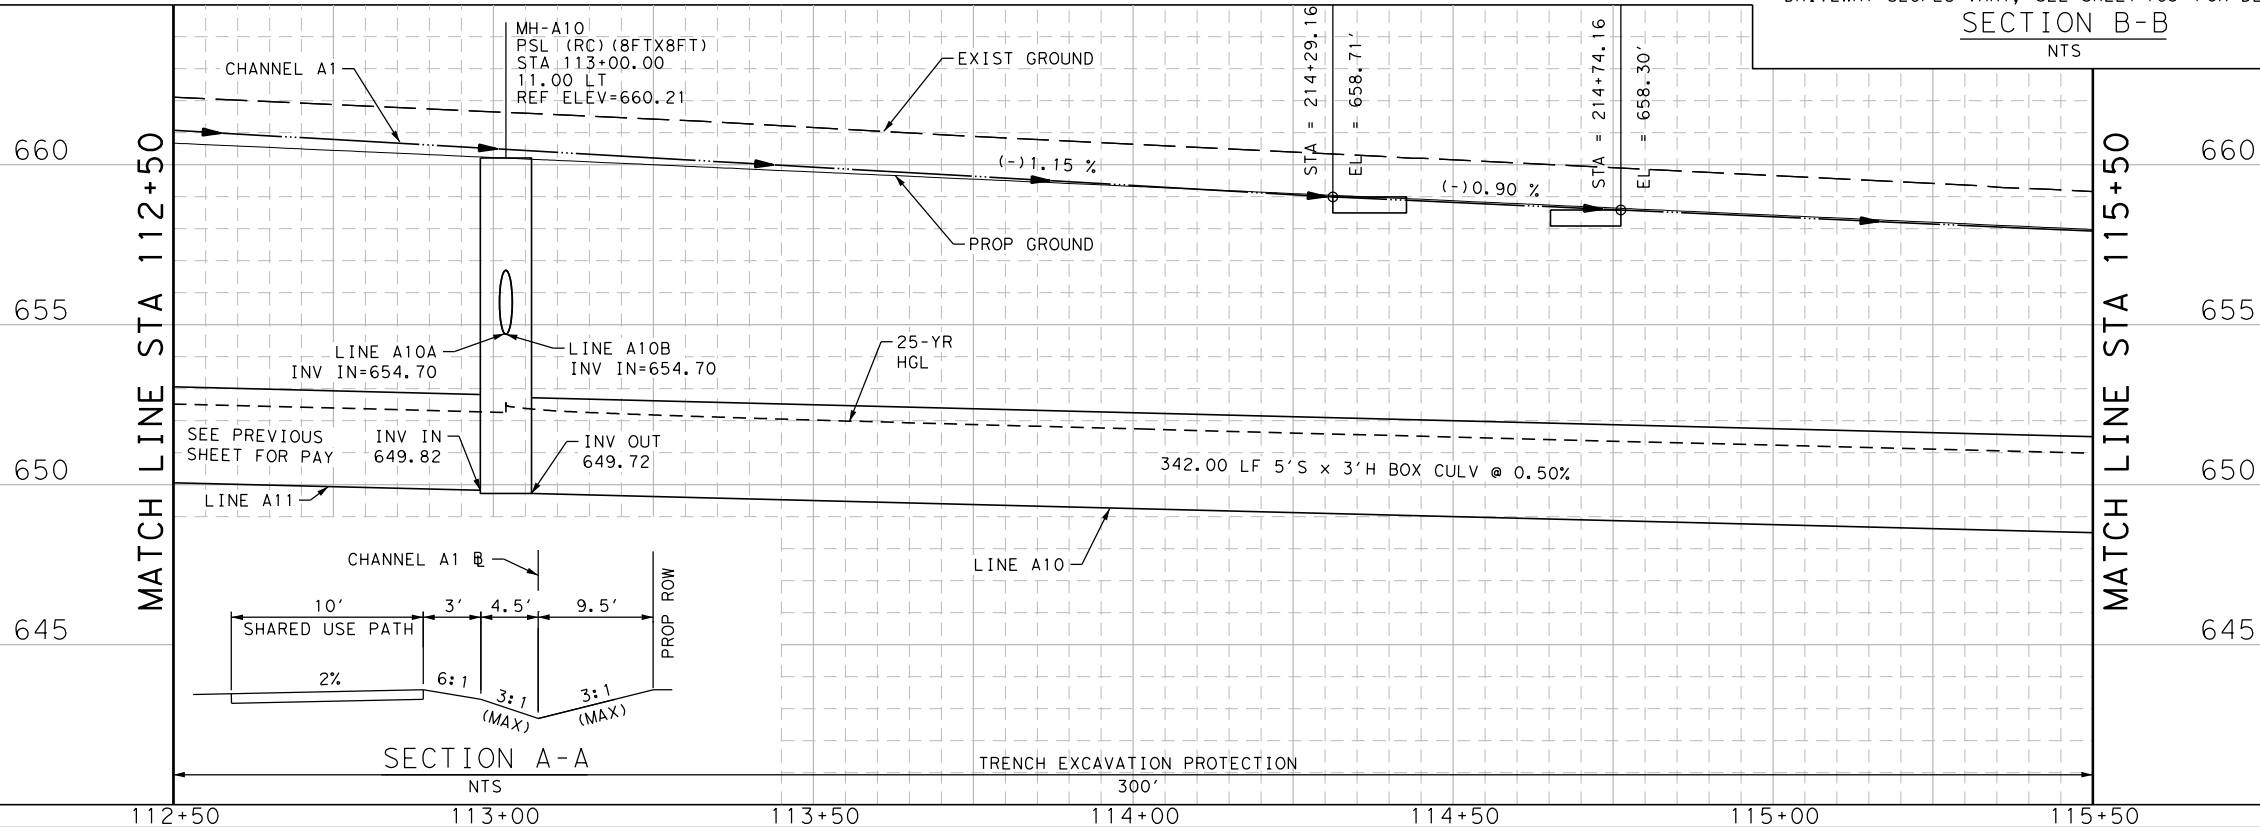 SECTION B-B
NTS
MH-A10
PSL (RC) (8FTX8FT)
STA 113+00.00
11.00 LT
REF ELEV=660.21
CHANNEL A1
EXIST GROUND
STA = 214+29.16
EL = 658.71'
STA = 214+74.16
EL = 658.30'
MATCH LINE STA 112+50
MATCH LINE STA 115+50
660
660
(-)1.15 %
(-)0.90 %
PROP GROUND
655
655
LINE A10A
INV IN=654.70
LINE A10B
INV IN=654.70
25-YR
HGL
SEE PREVIOUS
SHEET FOR PAY
INV IN
649.82
INV OUT
649.72
650
650
342.00 LF 5'S x 3'H BOX CULV @ 0.50%
LINE A11
LINE A10
CHANNEL A1 BL
PROP ROW
10'
3'
4.5'
9.5'
SHARED USE PATH
645
645
2%
6:1
3:1
(MAX)
3:1
(MAX)
SECTION A-A
NTS
TRENCH EXCAVATION PROTECTION
300'
112+50
113+00
113+50
114+00
114+50
115+00
115+50